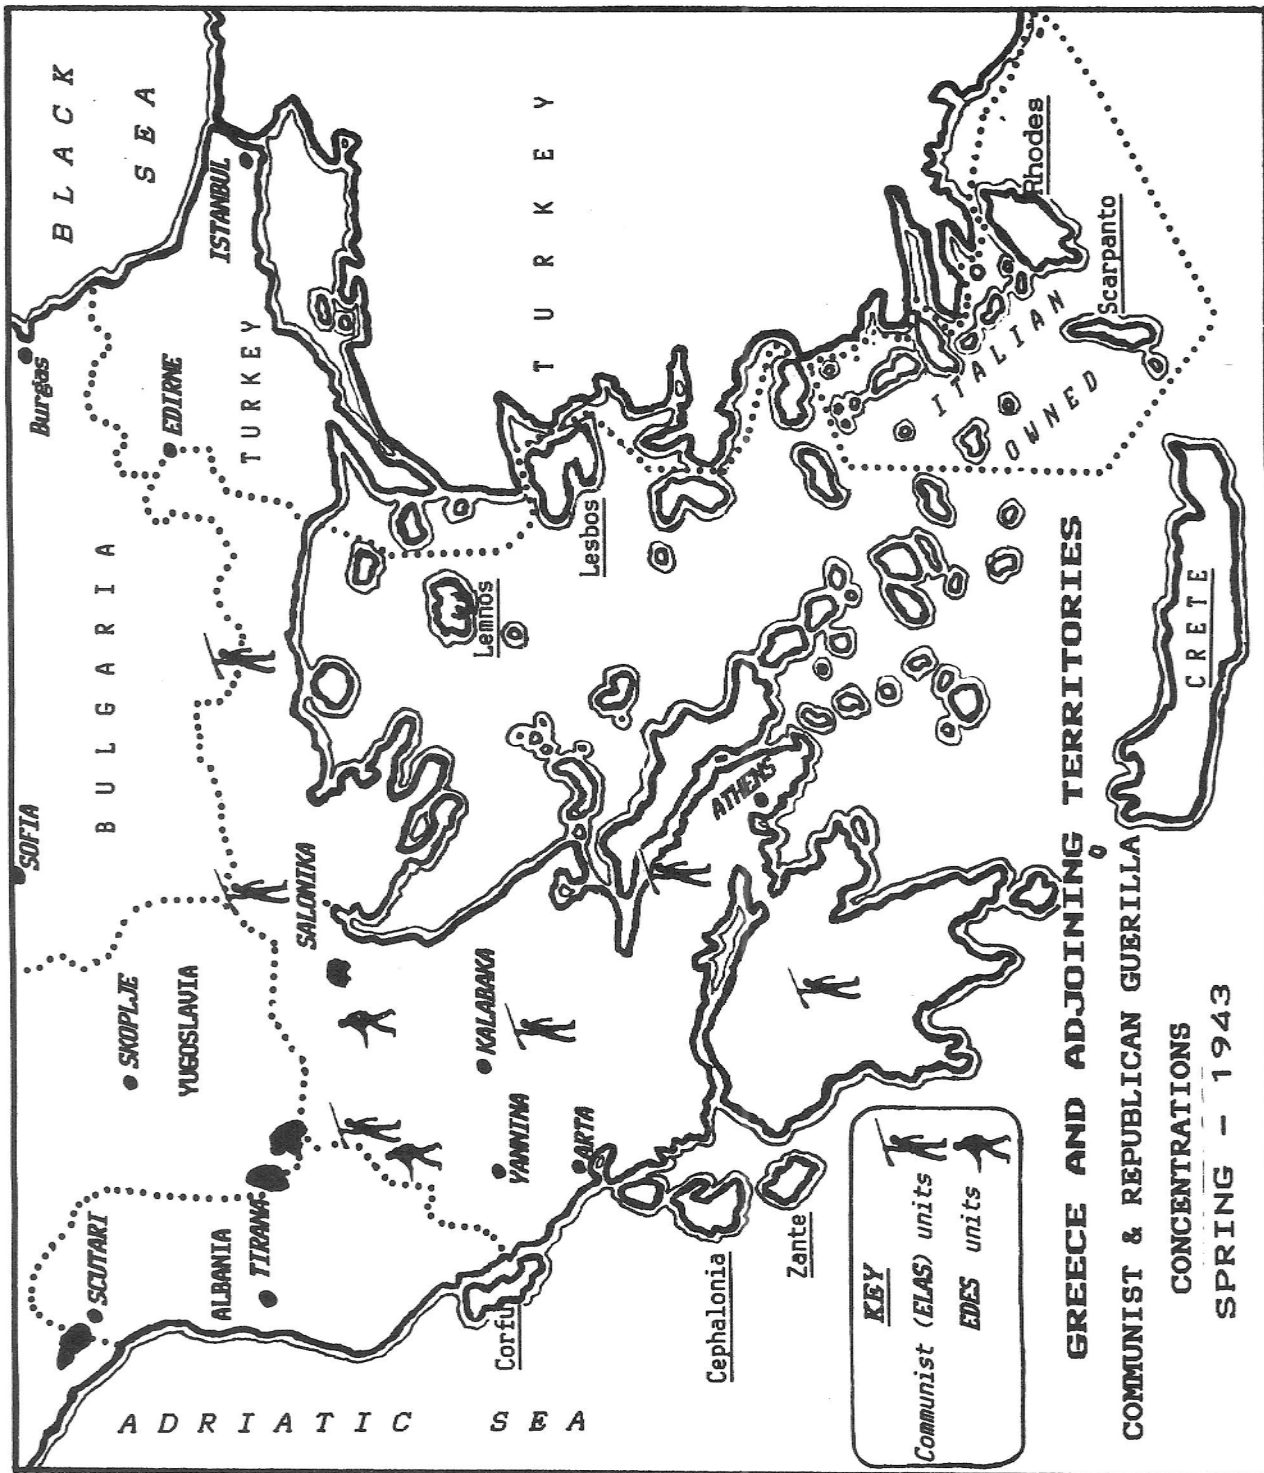 BLACK
SEA
Burgas
ISTANBUL
EDIRNE
TURKEY
TURKEY
BULGARIA
SOFIA
SKOPLJE
YUGOSLAVIA
SALONIKA
SCUTARI
ALBANIA
TIRANA
KALABAKA
YANNINA
ARTA
ADRIATIC SEA
Corfu
Cephalonia
Zante
Lemnos
Lesbos
ATHENS
Rhodes
Scarpanto
ITALIAN
OWNED
CRETE
KEY
Communist (ELAS) units
EDES units
GREECE AND ADJOINING TERRITORIES
COMMUNIST & REPUBLICAN GUERILLA
CONCENTRATIONS
SPRING - 1943